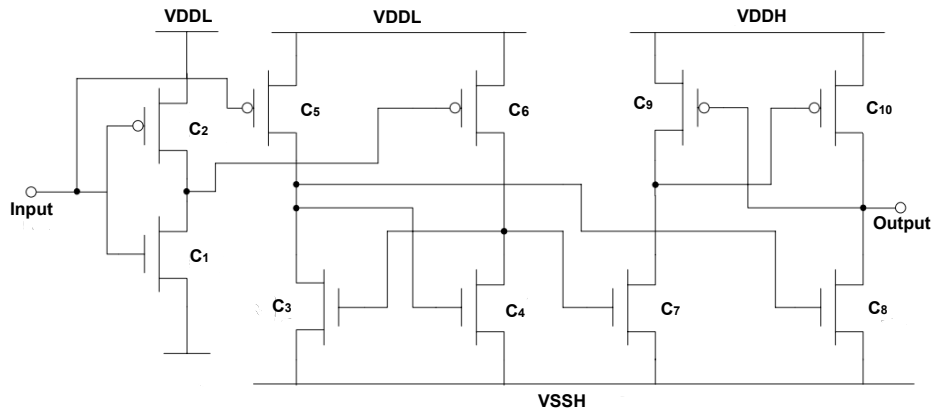 VDDL
VDDL
VDDH
C5
C6
C9
C10
C2
Input
Output
C1
C3
C4
C7
C8
VSSH